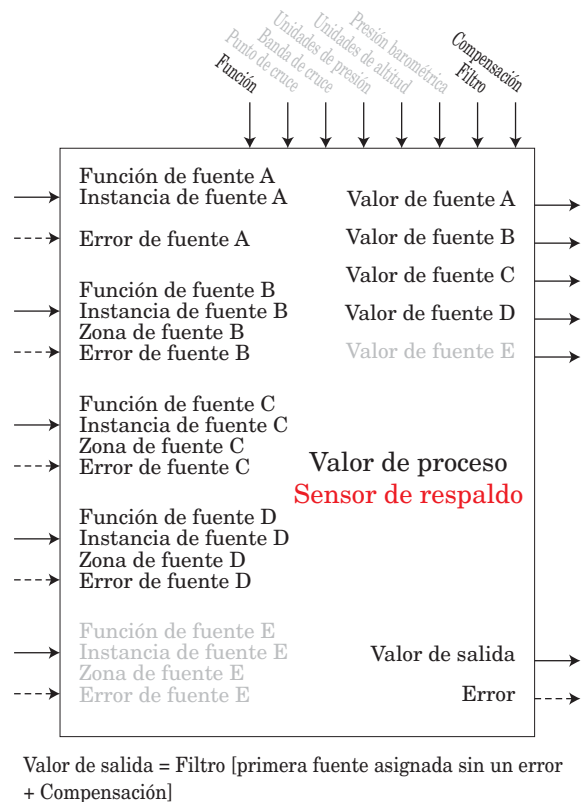 Función
Punto de cruce
Banda de cruce
Unidades de presión
Unidades de altitud
Presión barométrica
Filtro
Compensación
Función de fuente A
Instancia de fuente A
Error de fuente A
Función de fuente B
Instancia de fuente B
Zona de fuente B
Error de fuente B
Función de fuente C
Instancia de fuente C
Zona de fuente C
Error de fuente C
Función de fuente D
Instancia de fuente D
Zona de fuente D
Error de fuente D
Función de fuente E
Instancia de fuente E
Zona de fuente E
Error de fuente E
Valor de fuente A
Valor de fuente B
Valor de fuente C
Valor de fuente D
Valor de fuente E
Valor de proceso
Sensor de respaldo
Valor de salida
Error
Valor de salida = Filtro [primera fuente asignada sin un error
+ Compensación]